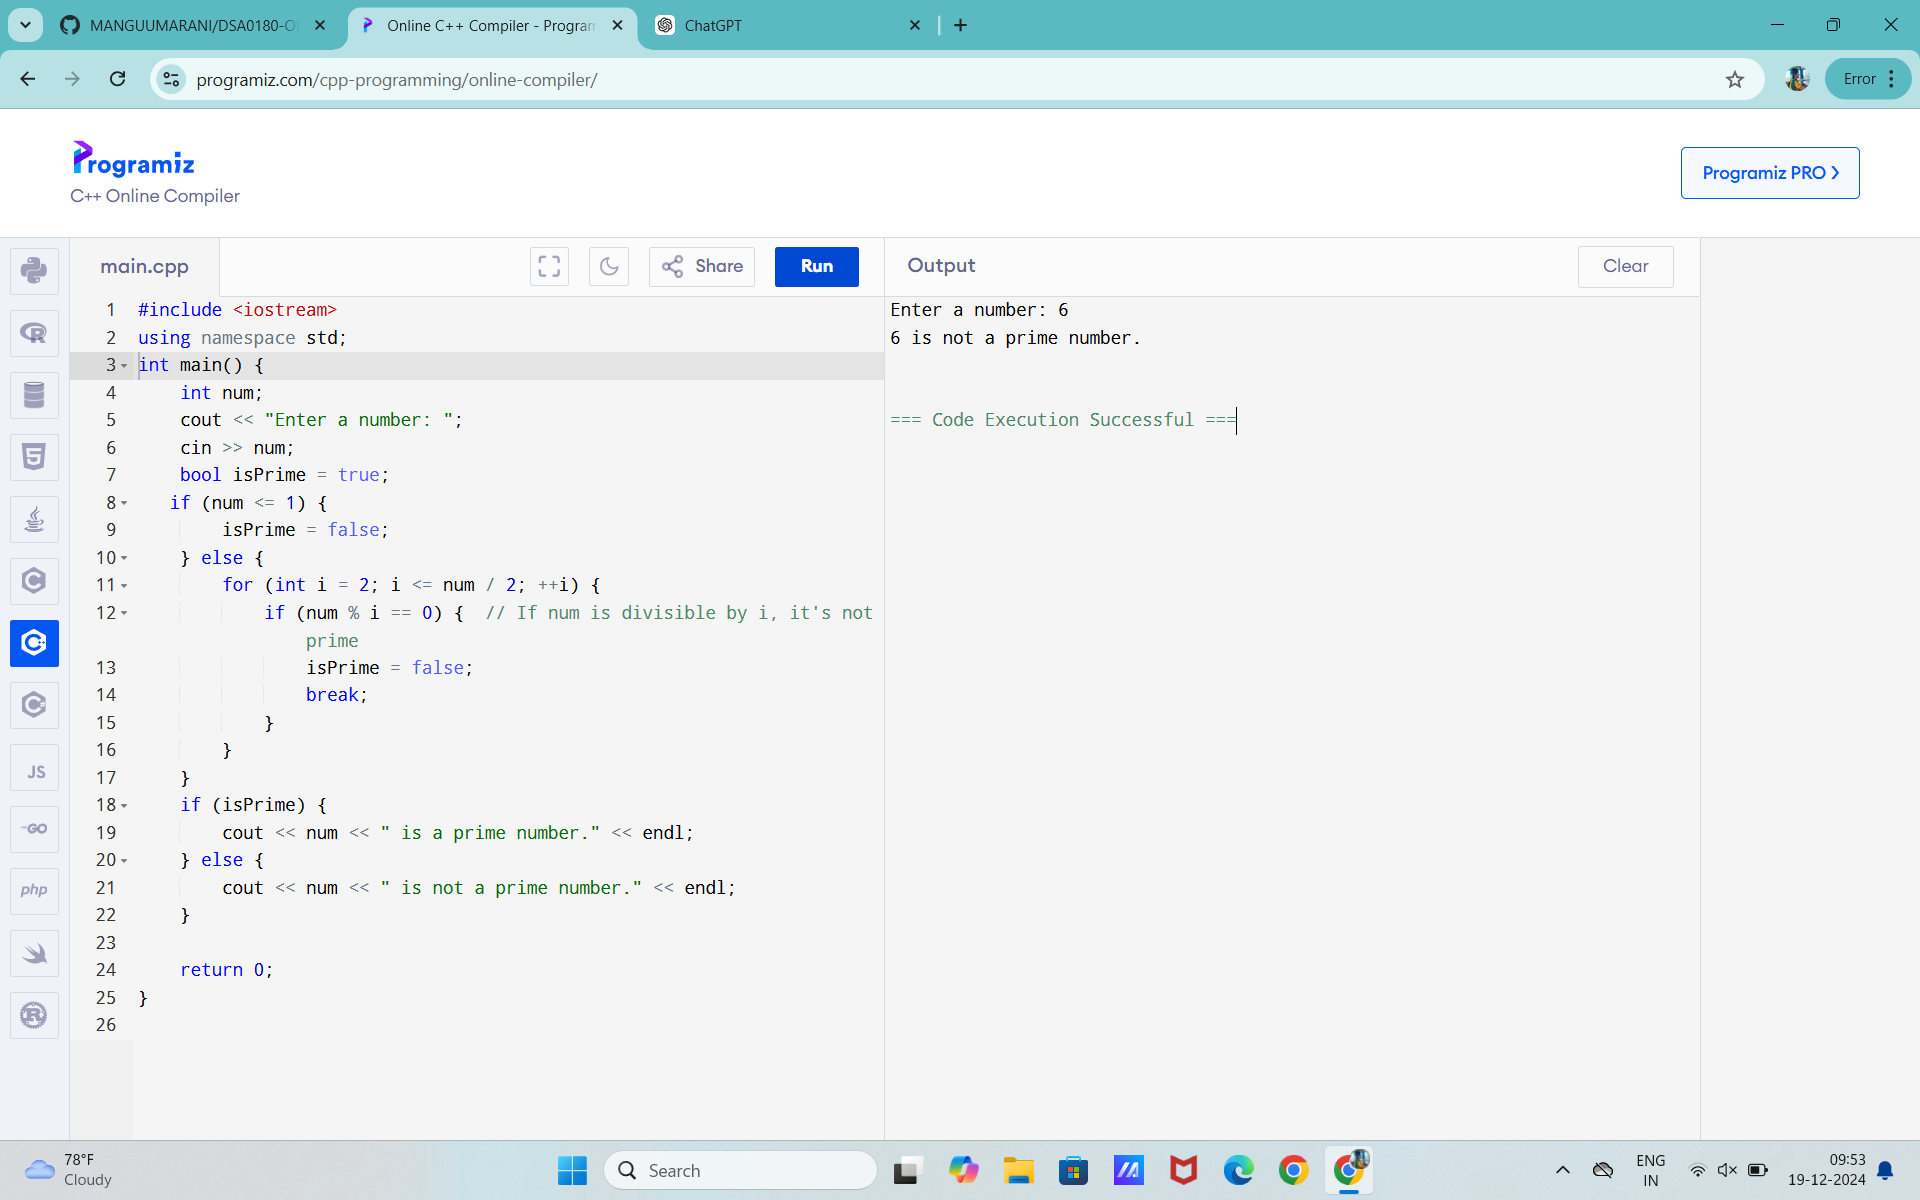 MANGUUMARANI/DSA0180-O
Online C++ Compiler - Program
ChatGPT
programiz.com/cpp-programming/online-compiler/
Error
Programiz
C++ Online Compiler
Programiz PRO
main.cpp
Share
Run
Output
Clear
1 #include <iostream>
2 using namespace std;
3 int main() {
4 int num;
5 cout << "Enter a number: ";
6 cin >> num;
7 bool isPrime = true;
8 if (num <= 1) {
9 isPrime = false;
10 } else {
11 for (int i = 2; i <= num / 2; ++i) {
12 if (num % i == 0) { // If num is divisible by i, it's not
prime
13 isPrime = false;
14 break;
15 }
16 }
17 }
18 if (isPrime) {
19 cout << num << " is a prime number." << endl;
20 } else {
21 cout << num << " is not a prime number." << endl;
22 }
23
24 return 0;
25 }
26
Enter a number: 6
6 is not a prime number.
=== Code Execution Successful ===
R
5
C
C+
C
JS
GO
php
R
78°F
Cloudy
Search
ENG
IN
09:53
19-12-2024